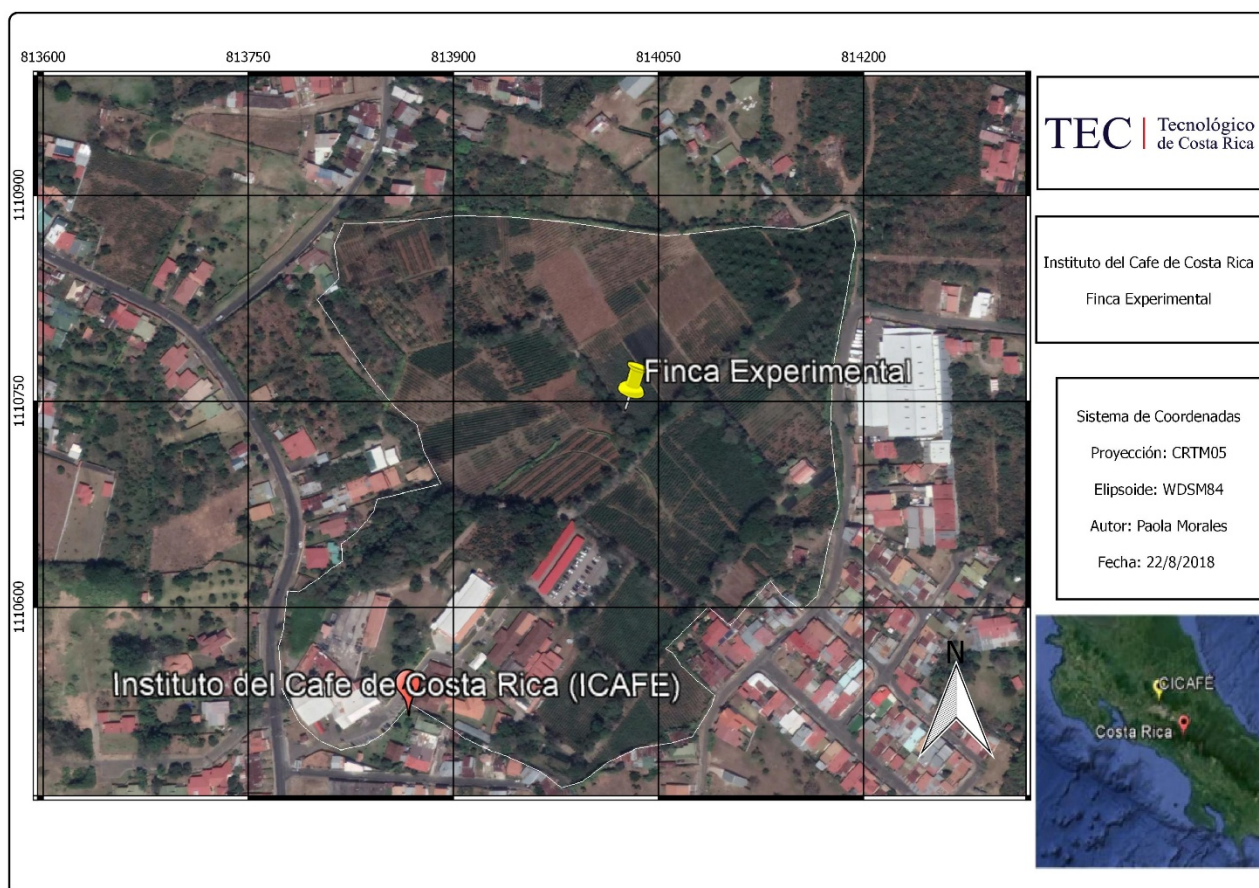 813600
813750
813900
814050
814200
1110900
1110750
1110600
Finca Experimental
Instituto del Cafe de Costa Rica (ICAFE)
N
TEC | Tecnológico
de Costa Rica
Instituto del Cafe de Costa Rica
Finca Experimental
Sistema de Coordenadas
Proyección: CRTM05
Elipsoide: WDSM84
Autor: Paola Morales
Fecha: 22/8/2018
CICAFE
Costa Rica